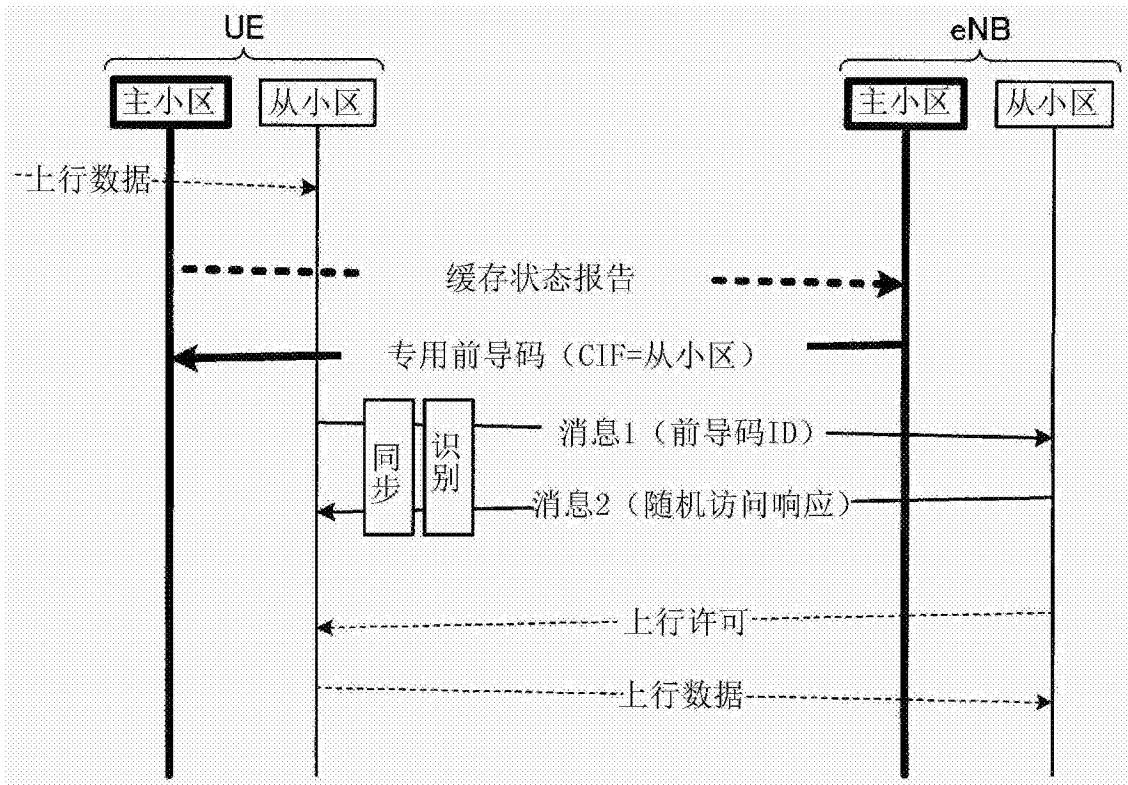 UE
eNB
主小区
从小区
主小区
从小区
上行数据
缓存状态报告
专用前导码（CIF=从小区）
同步
识别
消息1（前导码ID）
消息2（随机访问响应）
上行许可
上行数据